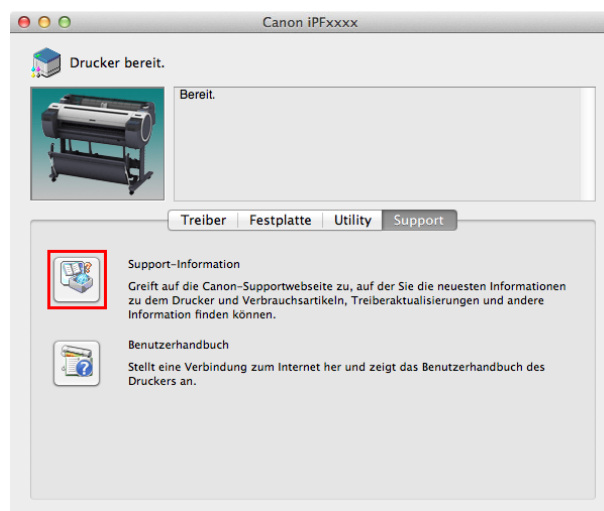 Canon iPFxxxx
Drucker bereit.
Bereit.
Treiber Festplatte Utility Support
Support-Information
Greift auf die Canon-Supportwebseite zu, auf der Sie die neuesten Informationen
zu dem Drucker und Verbrauchsartikeln, Treiberaktualisierungen und andere
Information finden können.
Benutzerhandbuch
Stellt eine Verbindung zum Internet her und zeigt das Benutzerhandbuch des
Druckers an.